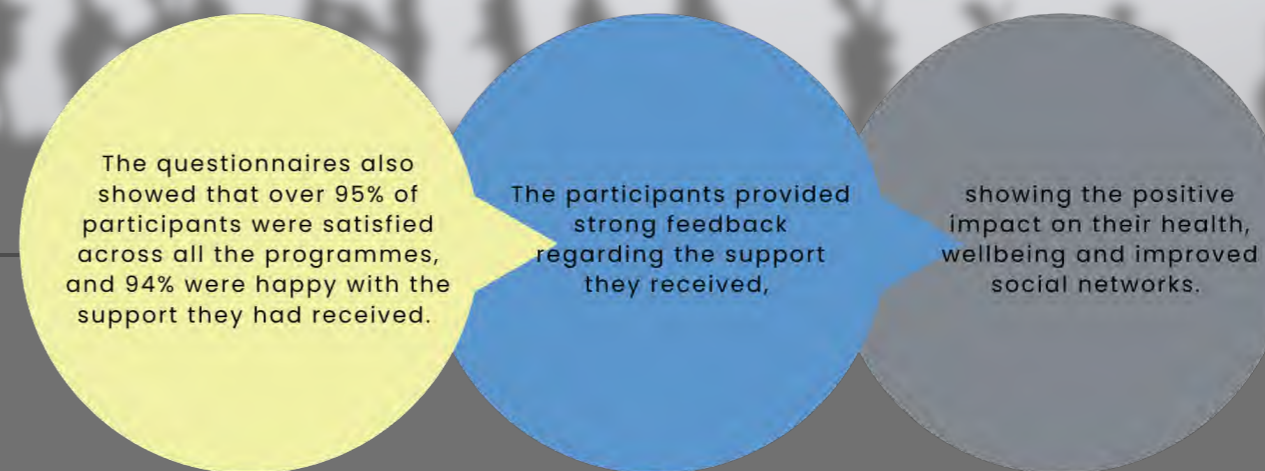 The questionnaires also
showed that over 95% of
participants were satisfied
across all the programmes,
and 94% were happy with the
support they had received.
The participants provided
strong feedback
regarding the support
they received,
showing the positive
impact on their health,
wellbeing and improved
social networks.